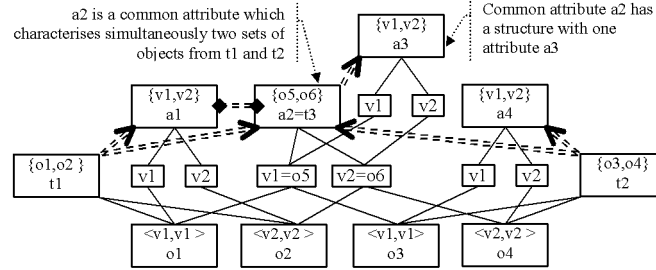 a2 is a common attribute which
characterises simultaneously two sets of
objects from t1 and t2
{v1,v2}
a3
Common attribute a2 has
a structure with one
attribute a3
{v1,v2}
a1
{o5,o6}
a2=t3
v1
v2
{v1,v2}
a4
{o1,o2 }
t1
v1
v2
v1=o5
v2=o6
v1
v2
{o3,o4}
t2
<v1,v1 >
o1
<v2,v2 >
o2
<v1,v1>
o3
<v2,v2 >
o4